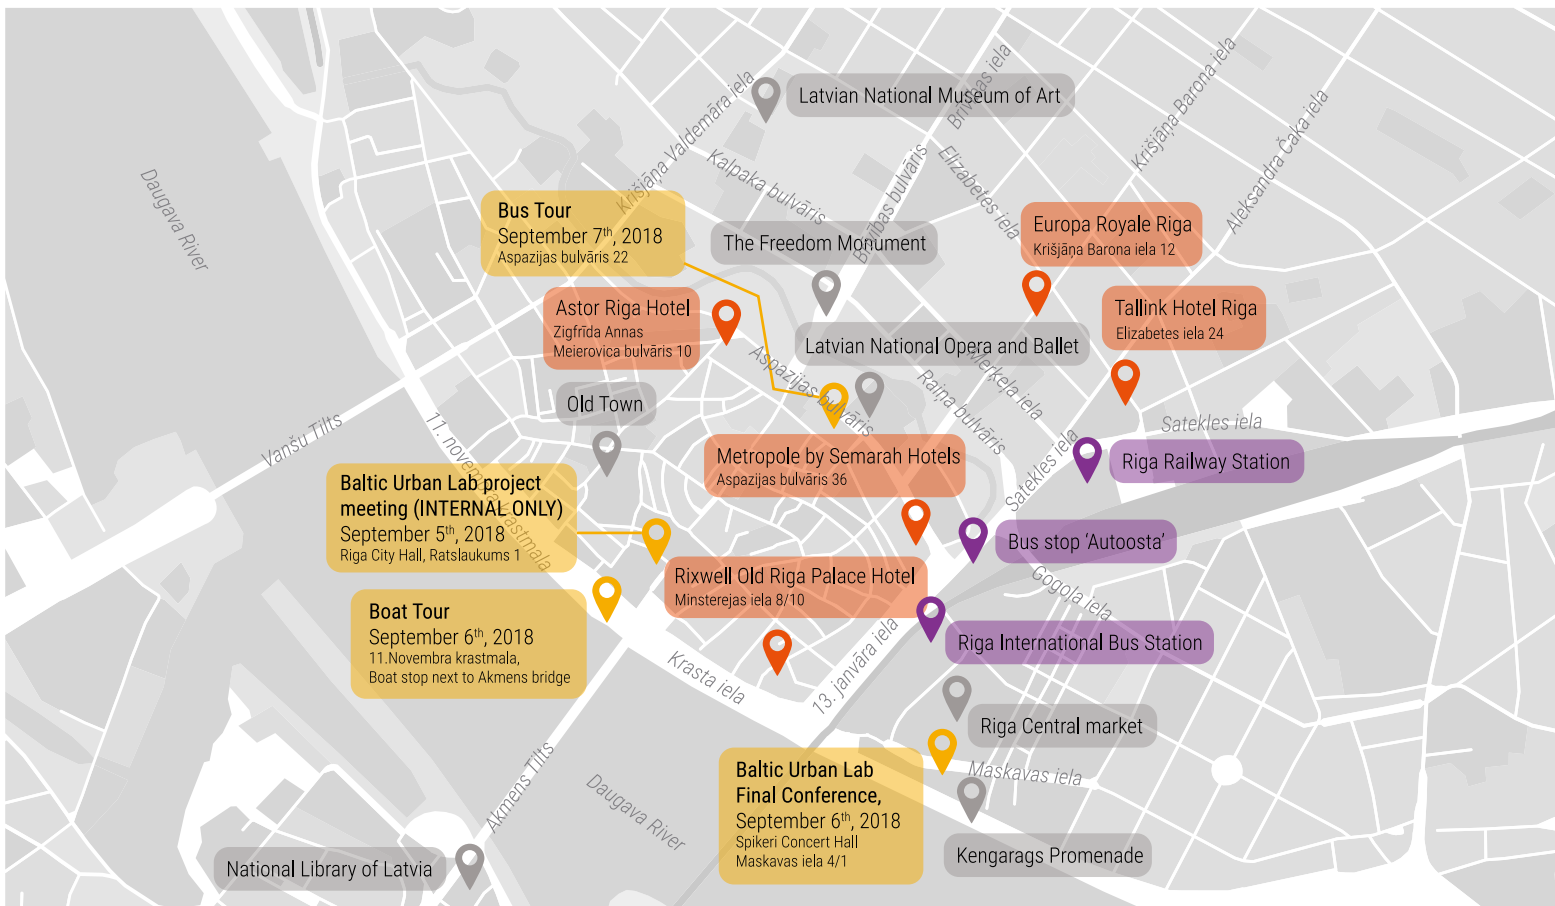 Latvian National Museum of Art
Brīvības iela
Krišjāņa Barona iela
Aleksandra Čaka iela
Krišjāņa Valdemāra iela
Kalpaka bulvāris
Elizabetes iela
Brīvības bulvāris
Daugava River
Bus Tour
September 7th, 2018
Aspazijas bulvāris 22
The Freedom Monument
Europa Royale Riga
Krišjāņa Barona iela 12
Astor Riga Hotel
Zigfrīda Annas
Meierovica bulvāris 10
Tallink Hotel Riga
Elizabetes iela 24
Latvian National Opera and Ballet
Aspazijas bulvāris
Raiņa bulvāris
Merķeļa iela
Old Town
Vanšu Tilts
11. novembra krastmala
Satekles iela
Satekles iela
Metropole by Semarah Hotels
Aspazijas bulvāris 36
Riga Railway Station
Baltic Urban Lab project
meeting (INTERNAL ONLY)
September 5th, 2018
Riga City Hall, Ratslaukums 1
Bus stop ‘Autoosta’
Gogoļa iela
Rixwell Old Riga Palace Hotel
Minsterejas iela 8/10
Boat Tour
September 6th, 2018
11.Novembra krastmala,
Boat stop next to Akmens bridge
Riga International Bus Station
Krasta iela
13. janvāra iela
Riga Central market
Maskavas iela
Baltic Urban Lab
Final Conference,
September 6th, 2018
Spikeri Concert Hall
Maskavas iela 4/1
Akmens Tilts
Daugava River
Kengarags Promenade
National Library of Latvia